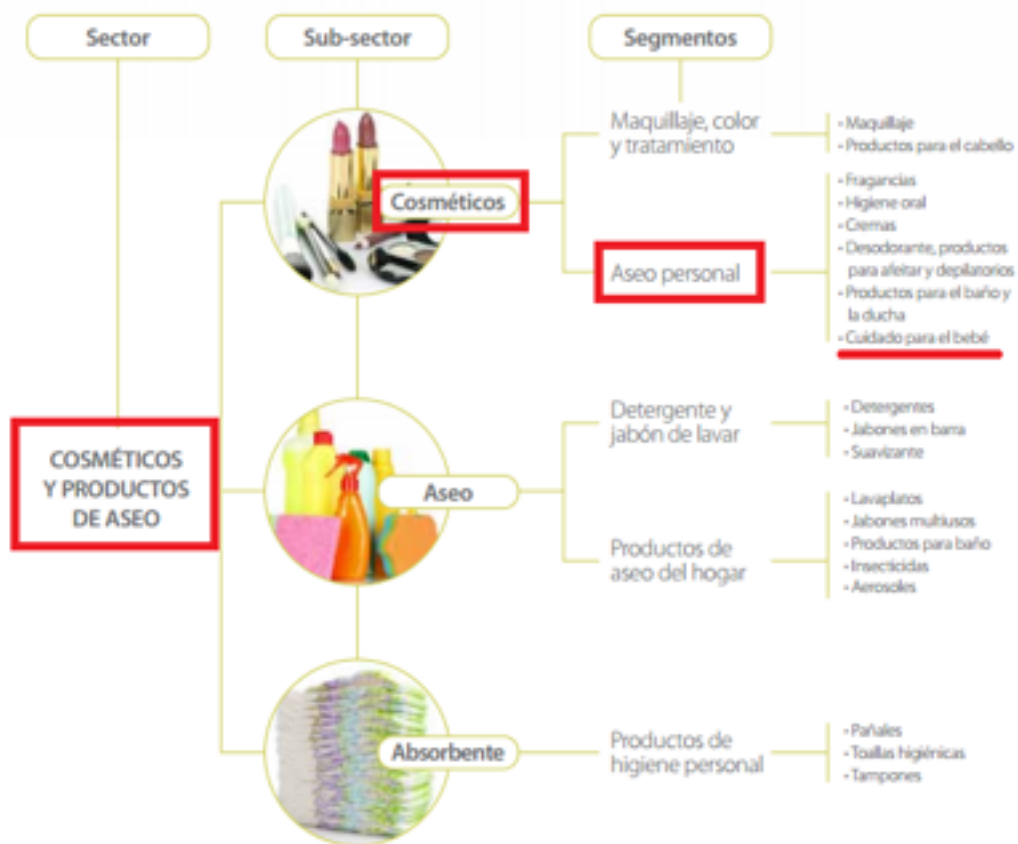 Sector
Sub-sector
Segmentos
COSMÉTICOS
Y PRODUCTOS
DE ASEO
Cosméticos
Maquillaje, color
y tratamiento
- Maquillaje
- Productos para el cabello
Aseo personal
- Fragancias
- Higiene oral
- Cremas
- Desodorante, productos
para afeitar y depilatorios
- Productos para el baño y
la ducha
- Cuidado para el bebé
Aseo
Detergente y
jabón de lavar
- Detergentes
- Jabones en barra
- Suavizante
Productos de
aseo del hogar
- Lavaplatos
- Jabones multiusos
- Productos para baño
- Insecticidas
- Aerosoles
Absorbente
Productos de
higiene personal
- Pañales
- Toallas higiénicas
- Tampones